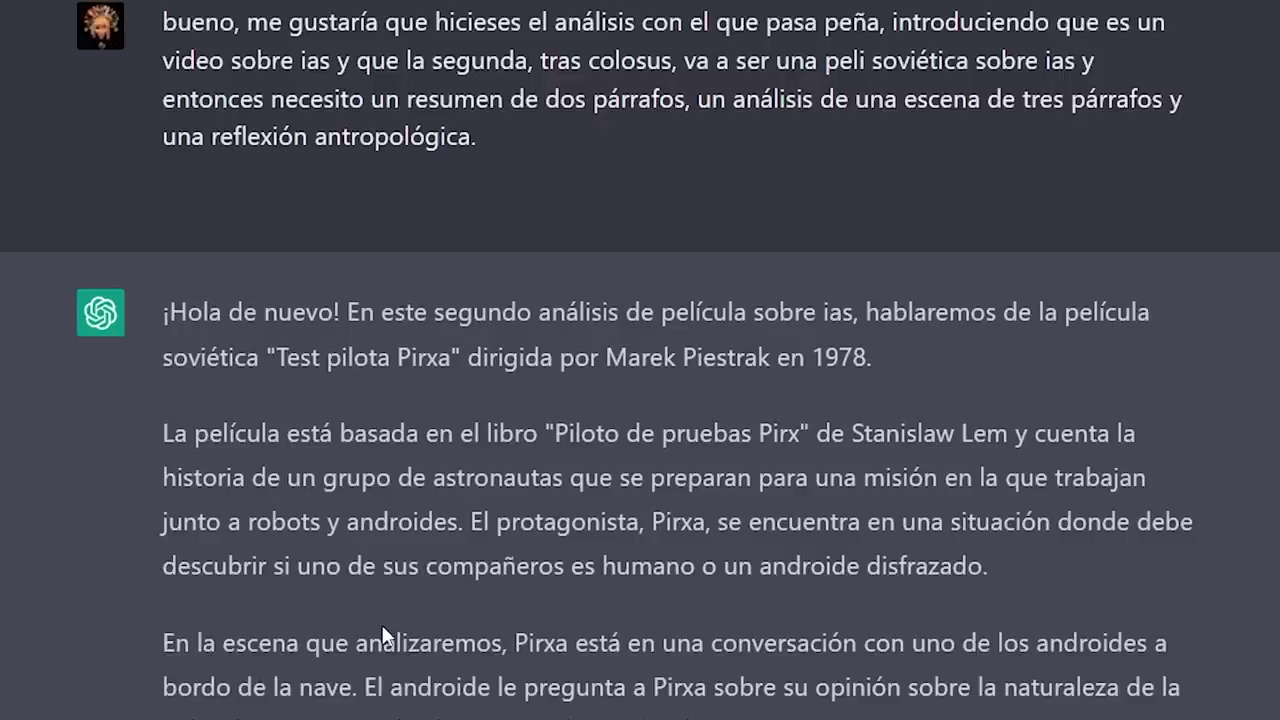 bueno, me gustaría que hicieses el análisis con el que pasa peña, introduciendo que es un
video sobre ias y que la segunda, tras colosus, va a ser una peli soviética sobre ias y
entonces necesito un resumen de dos párrafos, un análisis de una escena de tres párrafos y
una reflexión antropológica.
¡Hola de nuevo! En este segundo análisis de película sobre ias, hablaremos de la película
soviética "Test pilota Pirxa" dirigida por Marek Piestrak en 1978.
La película está basada en el libro "Piloto de pruebas Pirx" de Stanislaw Lem y cuenta la
historia de un grupo de astronautas que se preparan para una misión en la que trabajan
junto a robots y androides. El protagonista, Pirxa, se encuentra en una situación donde debe
descubrir si uno de sus compañeros es humano o un androide disfrazado.
En la escena que analizaremos, Pirxa está en una conversación con uno de los androides a
bordo de la nave. El androide le pregunta a Pirxa sobre su opinión sobre la naturaleza de la